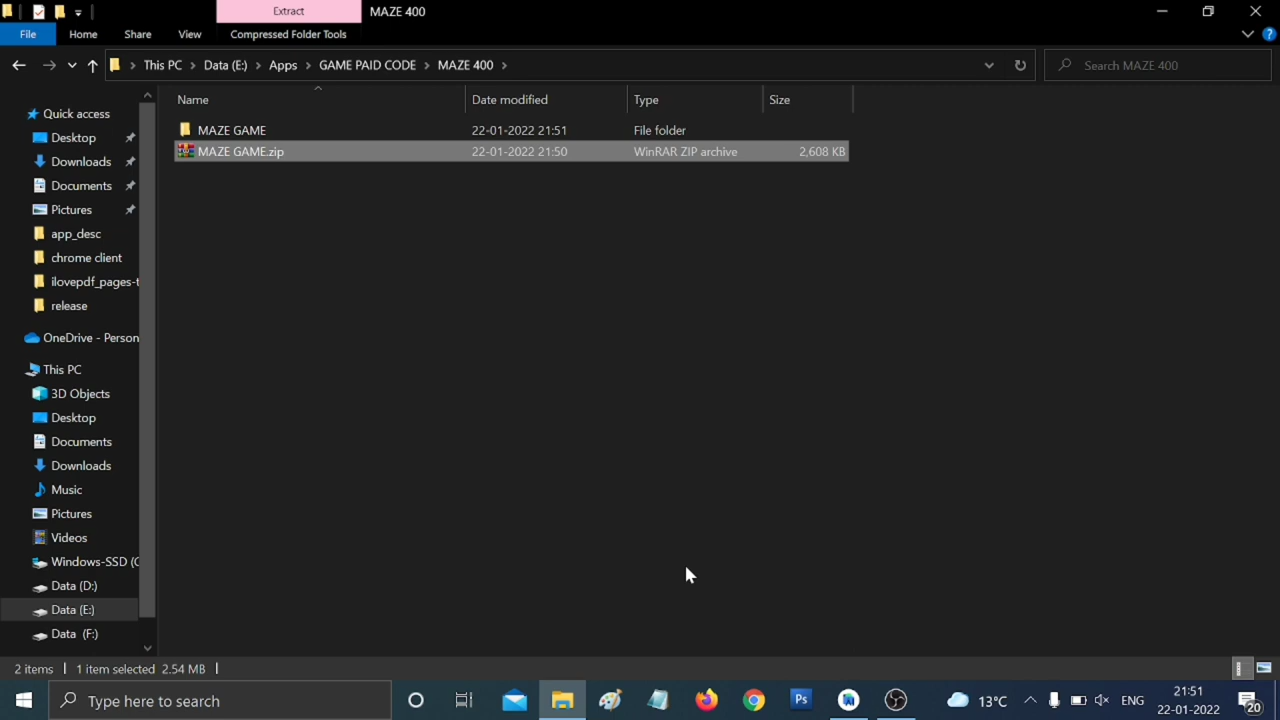 Extract
MAZE 400
File
Home
Share
View
Compressed Folder Tools
This PC
Data (E:)
Apps
GAME PAID CODE
MAZE 400
Search MAZE 400
Name
Date modified
Type
Size
MAZE GAME
22-01-2022 21:51
File folder
MAZE GAME.zip
22-01-2022 21:50
WinRAR ZIP archive
2,608 KB
Quick access
Desktop
Downloads
Documents
Pictures
app_desc
chrome client
ilovepdf_pages-t
release
OneDrive - Person
This PC
3D Objects
Desktop
Documents
Downloads
Music
Pictures
Videos
Windows-SSD (C
Data (D:)
Data (E:)
Data (F:)
2 items
1 item selected 2.54 MB
Type here to search
Ps
13°C
ENG
21:51
22-01-2022
20